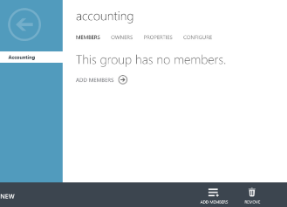 accounting
MEMBERS OWNERS PROPERTIES CONFIGURE
Accounting
This group has no members.
ADD MEMBERS
NEW
ADD MEMBERS REMOVE